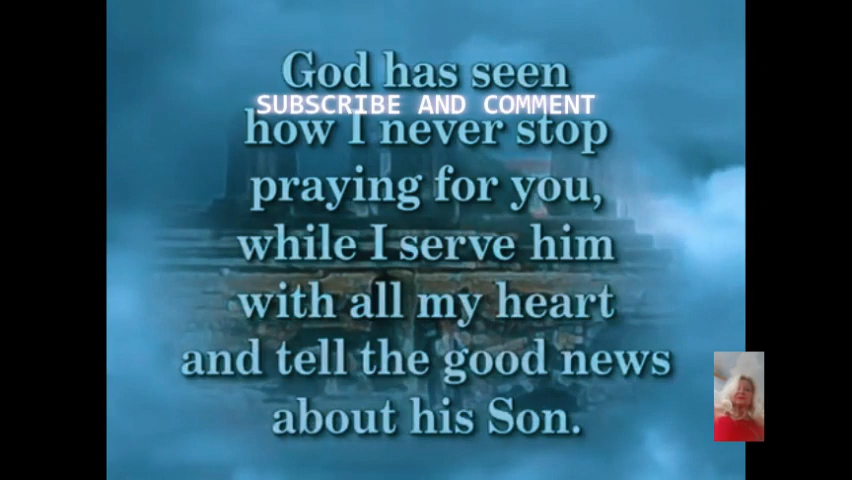 God has seen
SUBSCRIBE AND COMMENT
how I never stop
praying for you,
while I serve him
with all my heart
and tell the good news
about his Son.